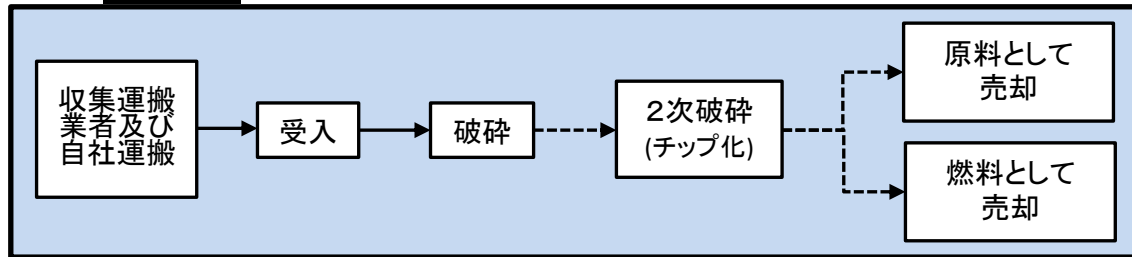 収集運搬
業者及び
自社運搬
受入
破砕
2次破砕
(チップ化)
原料として
売却
燃料として
売却